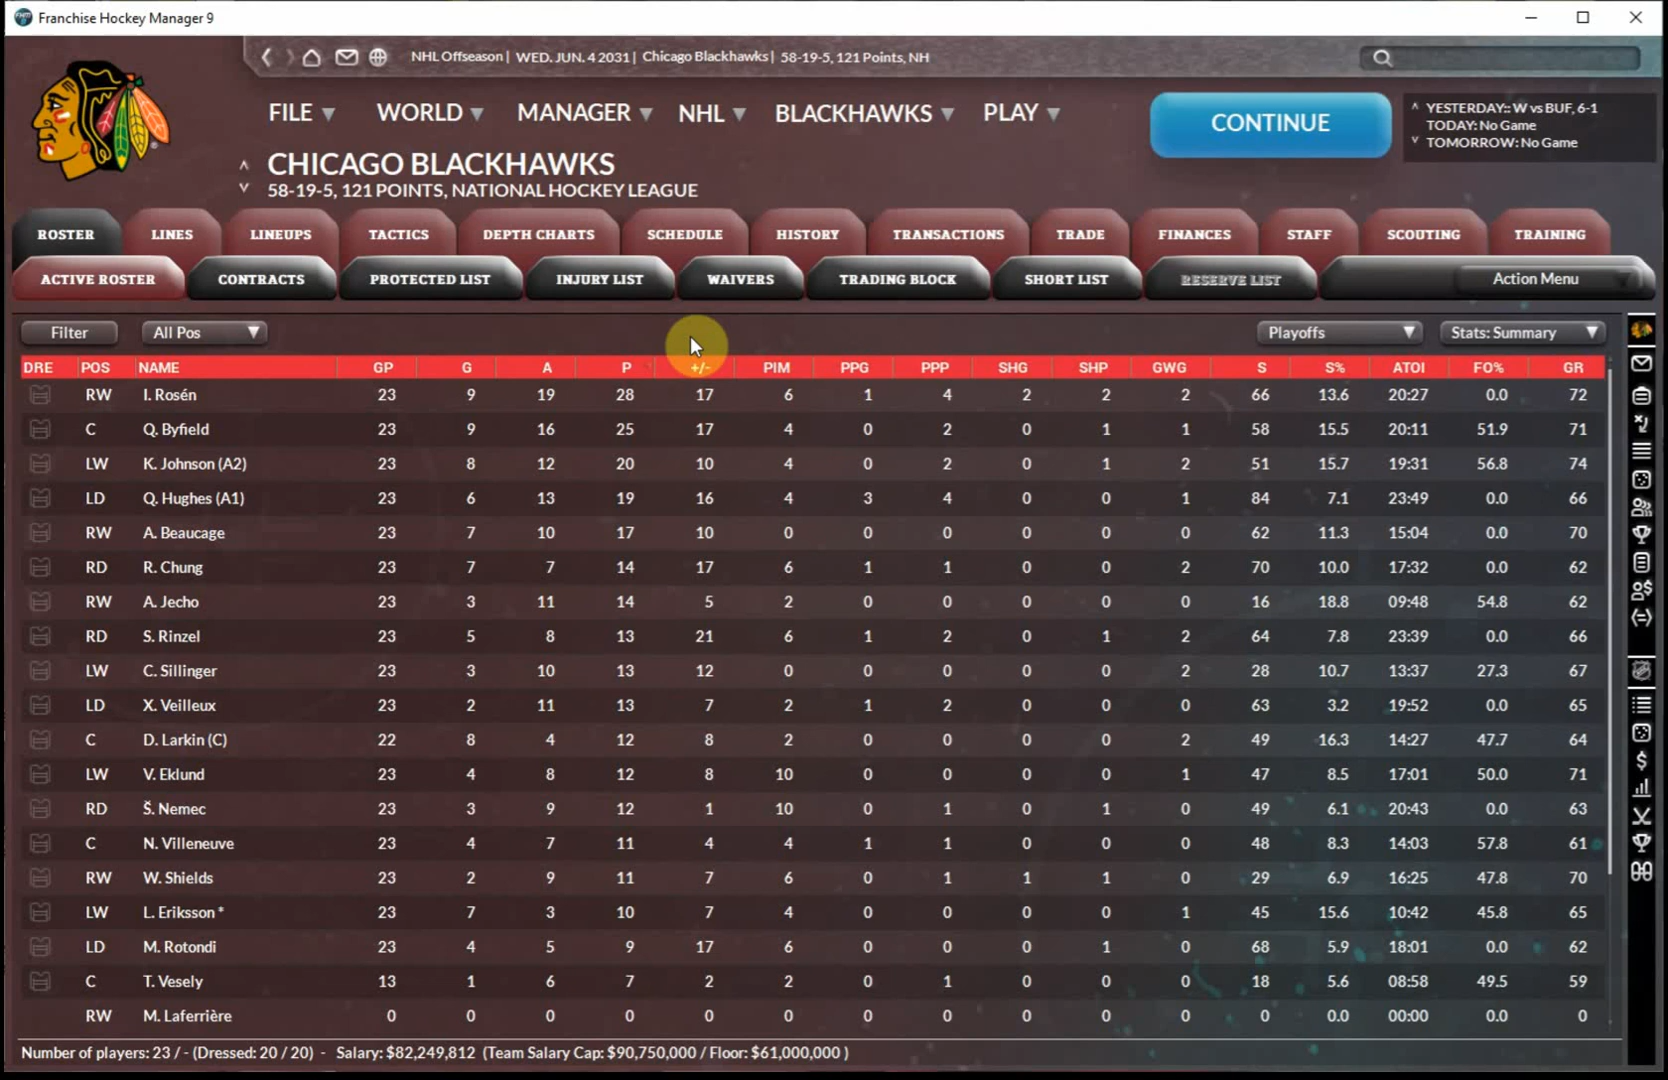 Franchise Hockey Manager 9
NHL Offseason | WED. JUN. 4 2031 | Chicago Blackhawks | 58-19-5, 121 Points, NH
FILE WORLD MANAGER NHL BLACKHAWKS PLAY
CONTINUE
YESTERDAY:: W vs BUF, 6-1
TODAY: No Game
TOMORROW: No Game
CHICAGO BLACKHAWKS
58-19-5, 121 POINTS, NATIONAL HOCKEY LEAGUE
ROSTER LINES LINEUPS TACTICS DEPTH CHARTS SCHEDULE HISTORY TRANSACTIONS TRADE FINANCES STAFF SCOUTING TRAINING
ACTIVE ROSTER CONTRACTS PROTECTED LIST INJURY LIST WAIVERS TRADING BLOCK SHORT LIST RESERVE LIST Action Menu
Filter All Pos Playoffs Stats: Summary
DRE POS NAME GP G A P +/- PIM PPG PPP SHG SHP GWG S S% ATOI FO% GR
RW I. Rosén 23 9 19 28 17 6 1 4 2 2 2 66 13.6 20:27 0.0 72
C Q. Byfield 23 9 16 25 17 4 0 2 0 1 1 58 15.5 20:11 51.9 71
LW K. Johnson (A2) 23 8 12 20 10 4 0 2 0 1 2 51 15.7 19:31 56.8 74
LD Q. Hughes (A1) 23 6 13 19 16 4 3 4 0 0 1 84 7.1 23:49 0.0 66
RW A. Beaucage 23 7 10 17 10 0 0 0 0 0 0 62 11.3 15:04 0.0 70
RD R. Chung 23 7 7 14 17 6 1 1 0 0 2 70 10.0 17:32 0.0 62
RW A. Jecho 23 3 11 14 5 2 0 0 0 0 0 16 18.8 09:48 54.8 62
RD S. Rinzel 23 5 8 13 21 6 1 2 0 1 2 64 7.8 23:39 0.0 66
LW C. Sillinger 23 3 10 13 12 0 0 0 0 0 2 28 10.7 13:37 27.3 67
LD X. Veilleux 23 2 11 13 7 2 1 2 0 0 0 63 3.2 19:52 0.0 65
C D. Larkin (C) 22 8 4 12 8 2 0 0 0 0 2 49 16.3 14:27 47.7 64
LW V. Eklund 23 4 8 12 8 10 0 0 0 0 1 47 8.5 17:01 50.0 71
RD Š. Nemec 23 3 9 12 1 10 0 1 0 1 0 49 6.1 20:43 0.0 63
C N. Villeneuve 23 4 7 11 4 4 1 1 0 0 0 48 8.3 14:03 57.8 61
RW W. Shields 23 2 9 11 7 6 0 1 1 1 0 29 6.9 16:25 47.8 70
LW L. Eriksson * 23 7 3 10 7 4 0 0 0 0 1 45 15.6 10:42 45.8 65
LD M. Rotondi 23 4 5 9 17 6 0 0 0 1 0 68 5.9 18:01 0.0 62
C T. Vesely 13 1 6 7 2 2 0 1 0 0 0 18 5.6 08:58 49.5 59
RW M. Laferrière 0 0 0 0 0 0 0 0 0 0 0 0 0.0 00:00 0.0 0
Number of players: 23 / - (Dressed: 20 / 20) - Salary: $82,249,812 (Team Salary Cap: $90,750,000 / Floor: $61,000,000 )